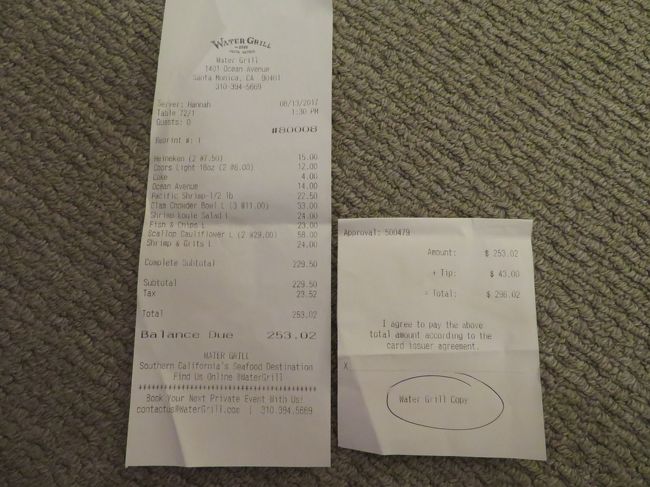 WATER GRILL
Water Grill
1401 Ocean Avenue
Santa Monica, CA 90401
310-394-5669
Server: Hannah 08/13/2017
Table 72/1 1:30 PM
Guests: 0
#80008
Reprint #: 1
Heineken (2 @7.50) 15.00
Coors Light 16oz (2 @6.00) 12.00
Coke 4.00
Ocean Avenue 14.00
Pacific Shrimp-1/2 lb 22.50
Clam Chowder Bowl L (3 @11.00) 33.00
Shrimp Louie Salad L 24.00
Fish & Chips L 23.00
Scallop Cauliflower L (2 @29.00) 58.00
Shrimp & Grits L 24.00
Complete Subtotal 229.50
Subtotal 229.50
Tax 23.52
Total 253.02
Balance Due 253.02
WATER GRILL
Southern California's Seafood Destination
Find Us Online @WaterGrill
Book Your Next Private Event With Us!
contactus@WaterGrill.com | 310.394.5669
Approval: 500479
Amount: $ 253.02
+ Tip: $ 43.00
= Total: $ 296.02
I agree to pay the above
total amount according to the
card issuer agreement.
X
Water Grill Copy